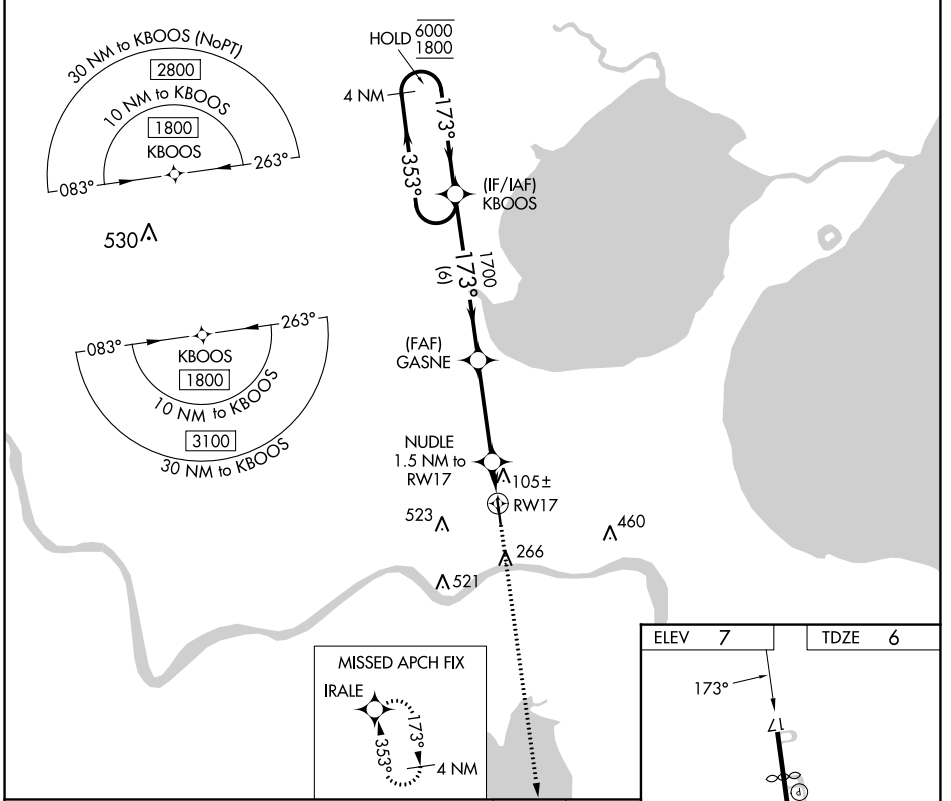 30 NM to KBOOS (NoPT)
2800
10 NM to KBOOS
1800
KBOOS
083°
263°
530
HOLD
6000
1800
4 NM
173°
353°
(IF/IAF)
KBOOS
1700
173°
(6)
083°
263°
KBOOS
1800
10 NM to KBOOS
3100
30 NM to KBOOS
(FAF)
GASNE
NUDLE
1.5 NM to
RW17
105±
RW17
523
460
266
521
MISSED APCH FIX
IRALE
173°
353°
4 NM
ELEV 7
TDZE 6
173°
17
P